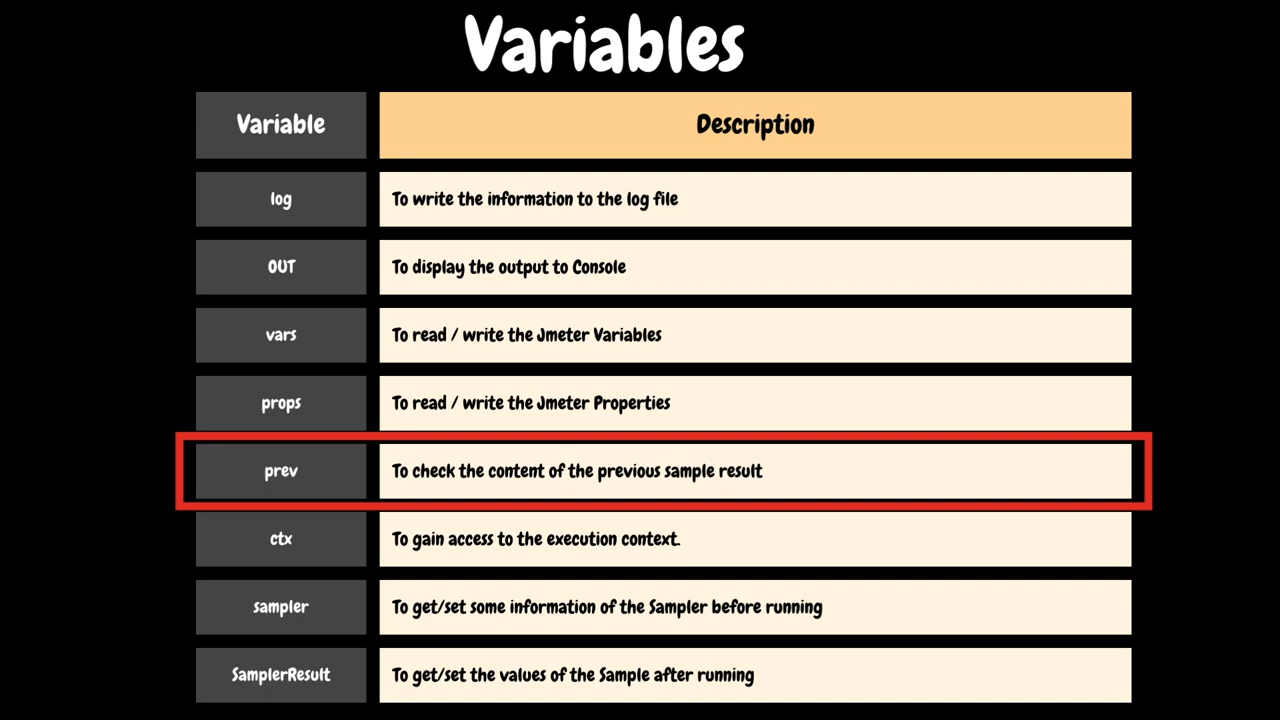 Variables
Variable Description
log To write the information to the log file
OUT To display the output to Console
vars To read / write the Jmeter Variables
props To read / write the Jmeter Properties
prev To check the content of the previous sample result
ctx To gain access to the execution context.
sampler To get/set some information of the Sampler before running
SamplerResult To get/set the values of the Sample after running